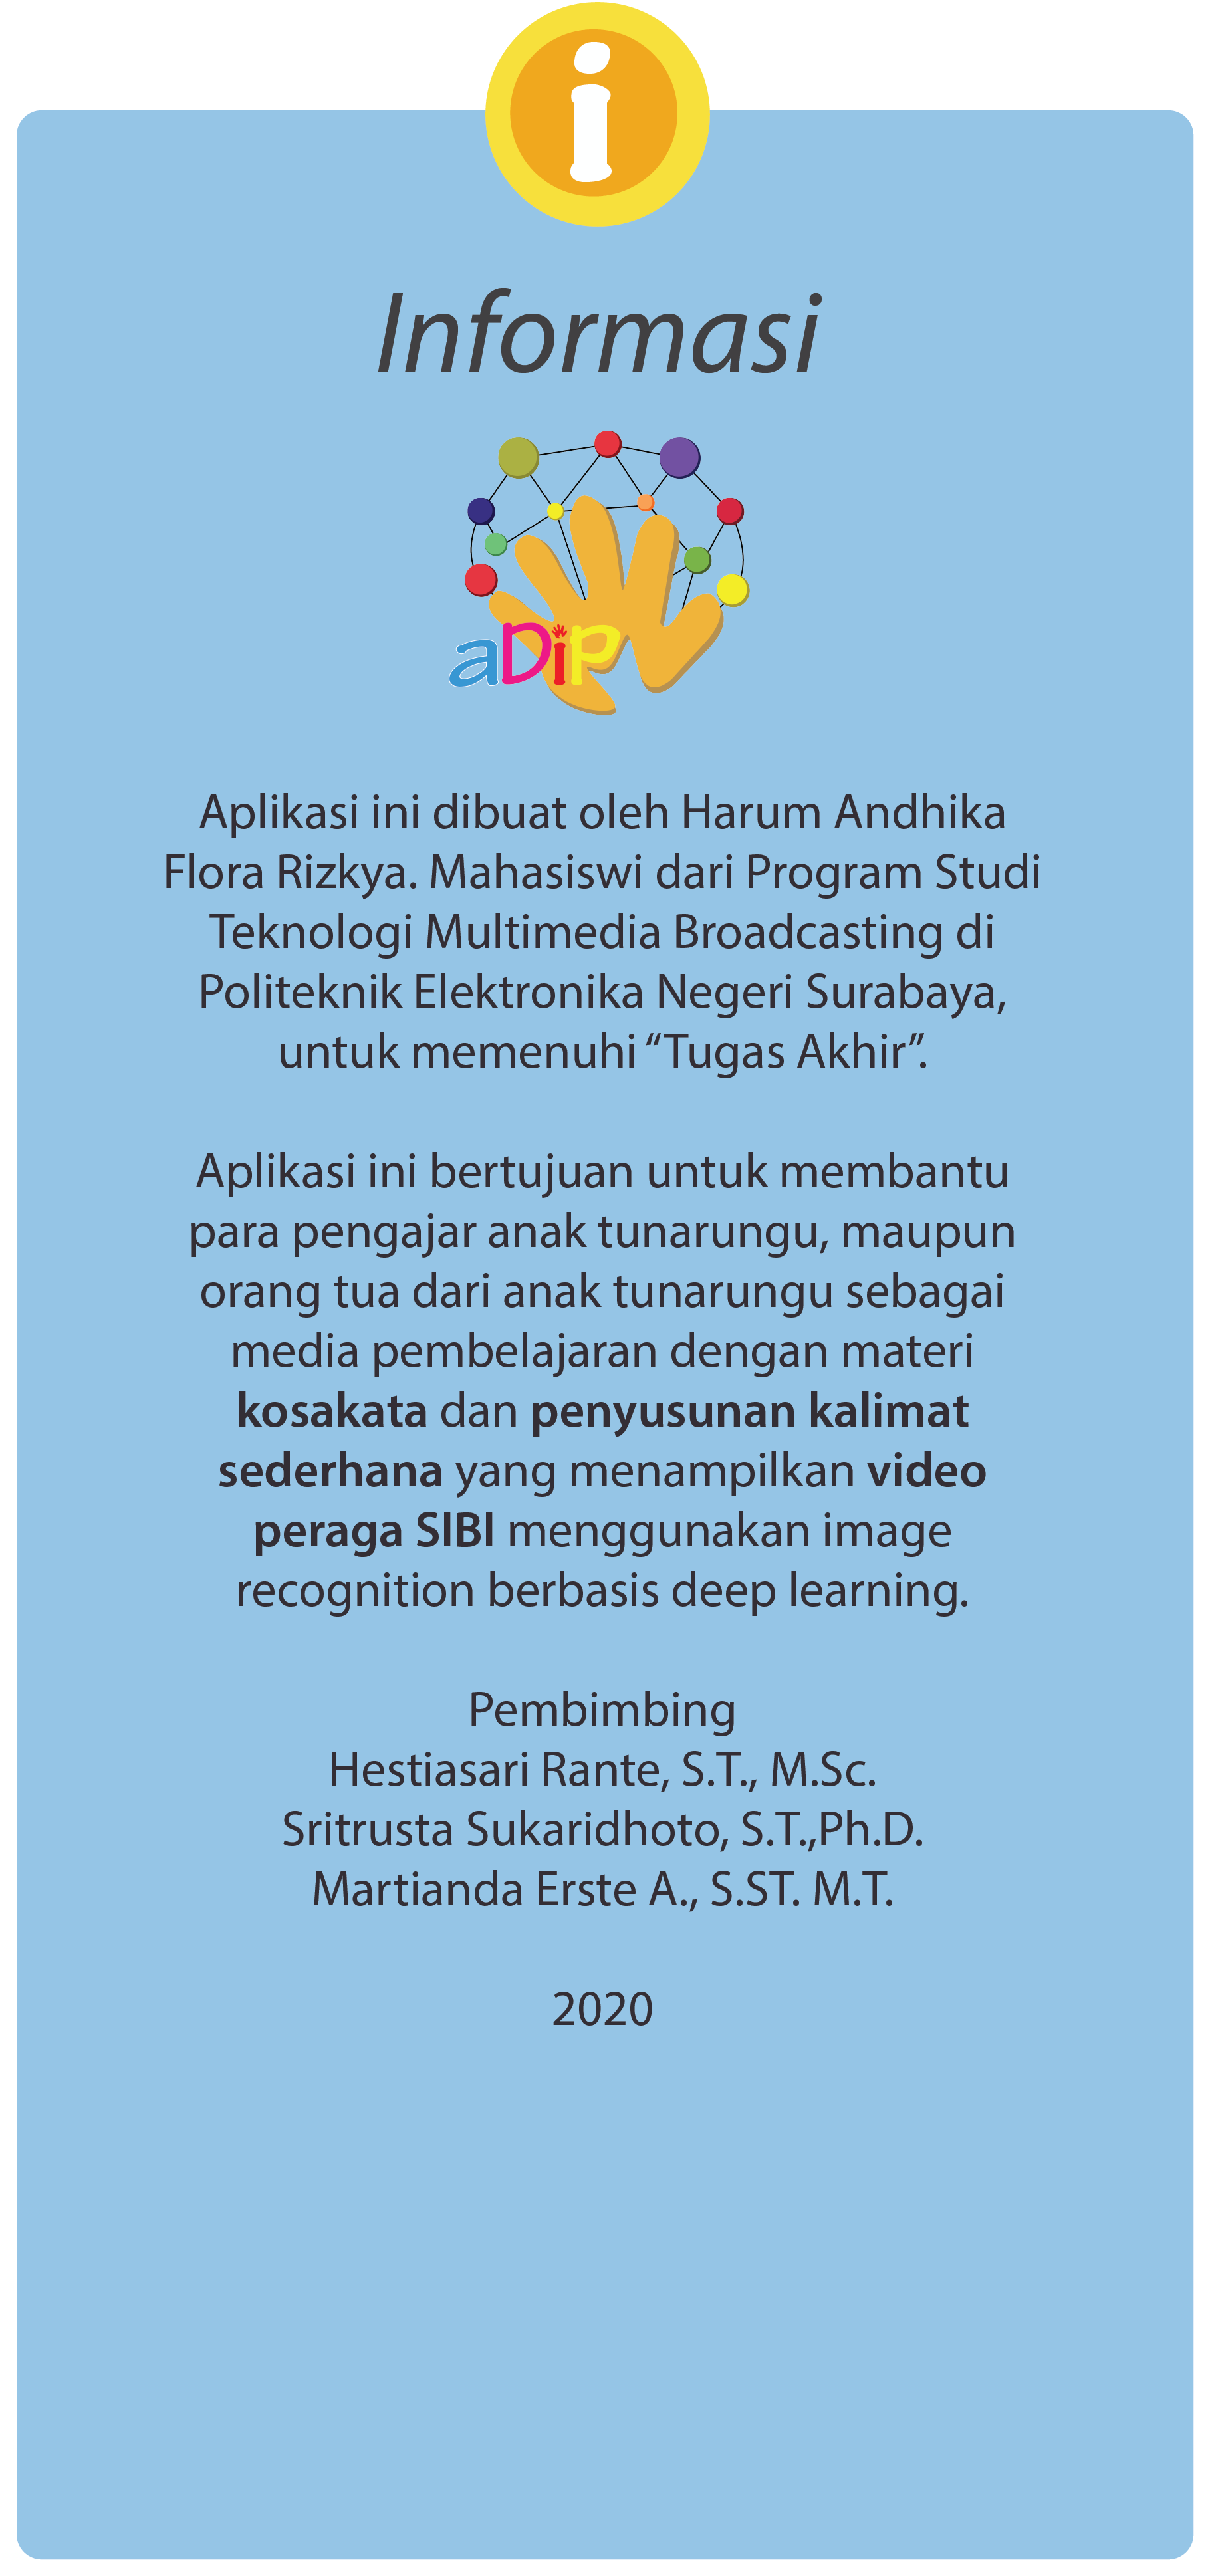 i
Informasi
aDiP
Aplikasi ini dibuat oleh Harum Andhika
Flora Rizkya. Mahasiswi dari Program Studi
Teknologi Multimedia Broadcasting di
Politeknik Elektronika Negeri Surabaya,
untuk memenuhi “Tugas Akhir”.
Aplikasi ini bertujuan untuk membantu
para pengajar anak tunarungu, maupun
orang tua dari anak tunarungu sebagai
media pembelajaran dengan materi
kosakata dan penyusunan kalimat
sederhana yang menampilkan video
peraga SIBI menggunakan image
recognition berbasis deep learning.
Pembimbing
Hestiasari Rante, S.T., M.Sc.
Sritrusta Sukaridhoto, S.T.,Ph.D.
Martianda Erste A., S.ST. M.T.
2020